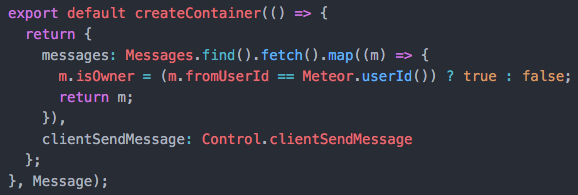 export default createContainer(() => {
  return {
    messages: Messages.find().fetch().map((m) => {
      m.isOwner = (m.fromUserId == Meteor.userId()) ? true : false;
      return m;
    }),
    clientSendMessage: Control.clientSendMessage
  };
}, Message);